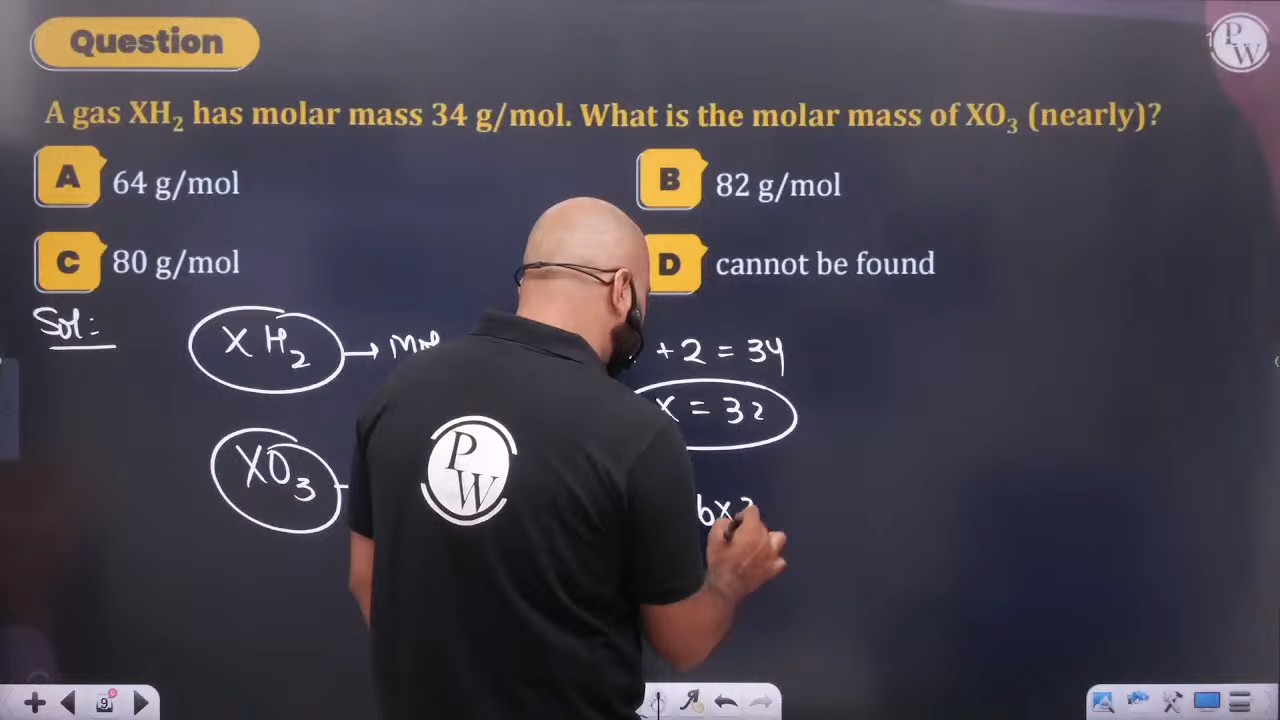 Question
A gas XH₂ has molar mass 34 g/mol. What is the molar mass of XO₃ (nearly)?
A 64 g/mol
B 82 g/mol
C 80 g/mol
D cannot be found
Sol:
XH₂ →
+2 = 34
x = 32
XO₃
PW
PW
9